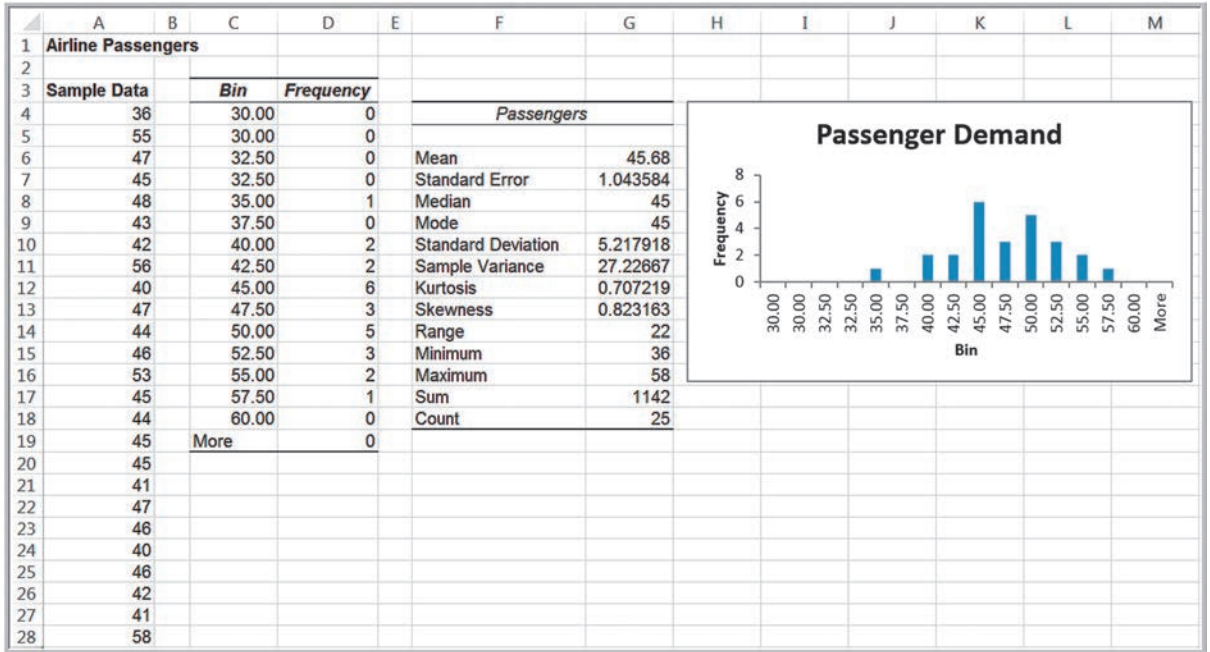 A B C D E F G H I J K L M
1 Airline Passengers
2
3 Sample Data Bin Frequency
4 36 30.00 0 Passengers
5 55 30.00 0
6 47 32.50 0 Mean 45.68
7 45 32.50 0 Standard Error 1.043584
8 48 35.00 1 Median 45
9 43 37.50 0 Mode 45
10 42 40.00 2 Standard Deviation 5.217918
11 56 42.50 2 Sample Variance 27.22667
12 40 45.00 6 Kurtosis 0.707219
13 47 47.50 3 Skewness 0.823163
14 44 50.00 5 Range 22
15 46 52.50 3 Minimum 36
16 53 55.00 2 Maximum 58
17 45 57.50 1 Sum 1142
18 44 60.00 0 Count 25
19 45 More 0
20 45
21 41
22 47
23 46
24 40
25 46
26 42
27 41
28 58
Passenger Demand
Frequency
8
6
4
2
0
30.00 30.00 32.50 32.50 35.00 37.50 40.00 42.50 45.00 47.50 50.00 52.50 55.00 57.50 60.00 More
Bin